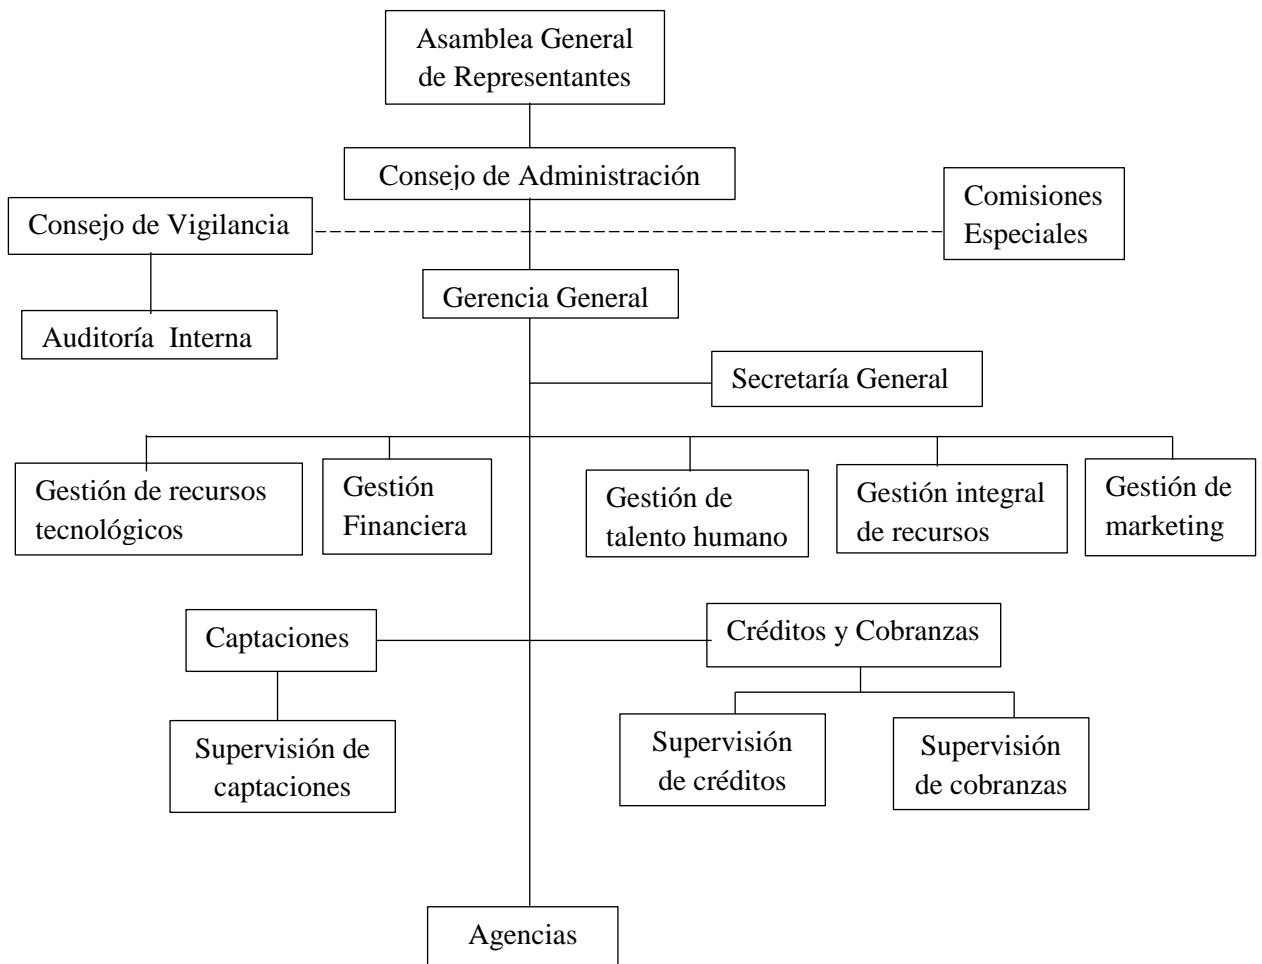 Asamblea General
de Representantes
Consejo de Administración
Comisiones
Especiales
Consejo de Vigilancia
Gerencia General
Auditoría  Interna
Secretaría General
Gestión de recursos
tecnológicos
Gestión
Financiera
Gestión de
talento humano
Gestión integral
de recursos
Gestión de
marketing
Captaciones
Créditos y Cobranzas
Supervisión de
captaciones
Supervisión
de créditos
Supervisión
de cobranzas
Agencias